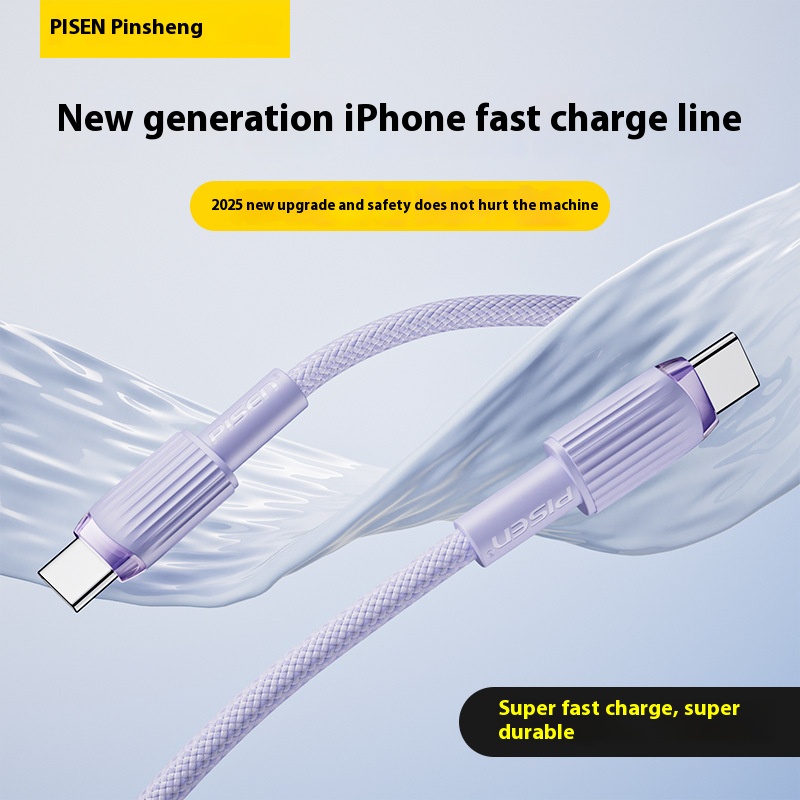 PISEN Pinsheng
New generation iPhone fast charge line
2025 new upgrade and safety does not hurt the machine
PISEN
PISEN
Super fast charge, super
durable